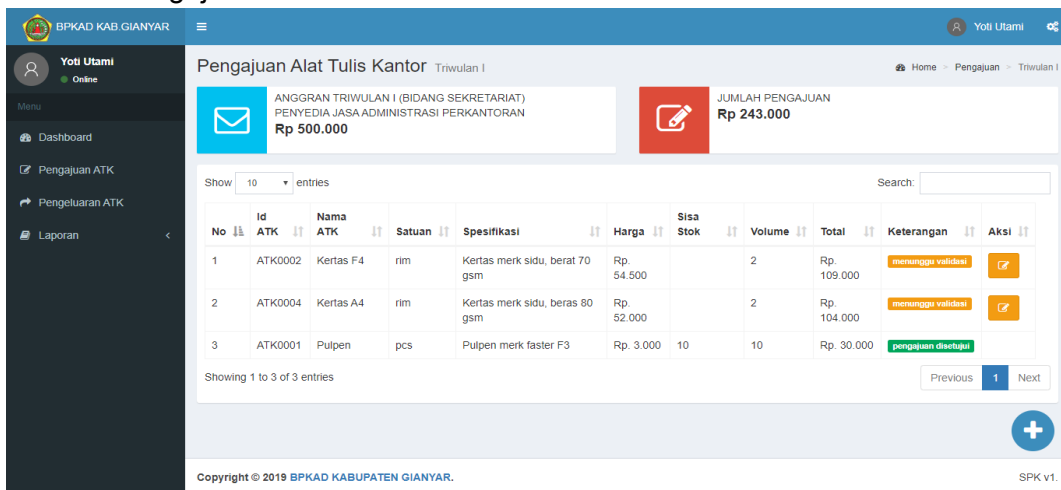 BPKAD KAB.GIANYAR
Yoti Utami
Yoti Utami
Online
Menu
Dashboard
Pengajuan ATK
Pengeluaran ATK
Laporan
Pengajuan Alat Tulis Kantor Triwulan I
Home > Pengajuan > Triwulan I
ANGGRAN TRIWULAN I (BIDANG SEKRETARIAT)
PENYEDIA JASA ADMINISTRASI PERKANTORAN
Rp 500.000
JUMLAH PENGAJUAN
Rp 243.000
Show 10 entries
Search:
No Id ATK Nama ATK Satuan Spesifikasi Harga Sisa Stok Volume Total Keterangan Aksi
1 ATK0002 Kertas F4 rim Kertas merk sidu, berat 70 gsm Rp. 54.500 2 Rp. 109.000 menunggu validasi
2 ATK0004 Kertas A4 rim Kertas merk sidu, beras 80 gsm Rp. 52.000 2 Rp. 104.000 menunggu validasi
3 ATK0001 Pulpen pcs Pulpen merk faster F3 Rp. 3.000 10 10 Rp. 30.000 pengajuan disetujui
Showing 1 to 3 of 3 entries
Previous 1 Next
Copyright © 2019 BPKAD KABUPATEN GIANYAR.
SPK v1.